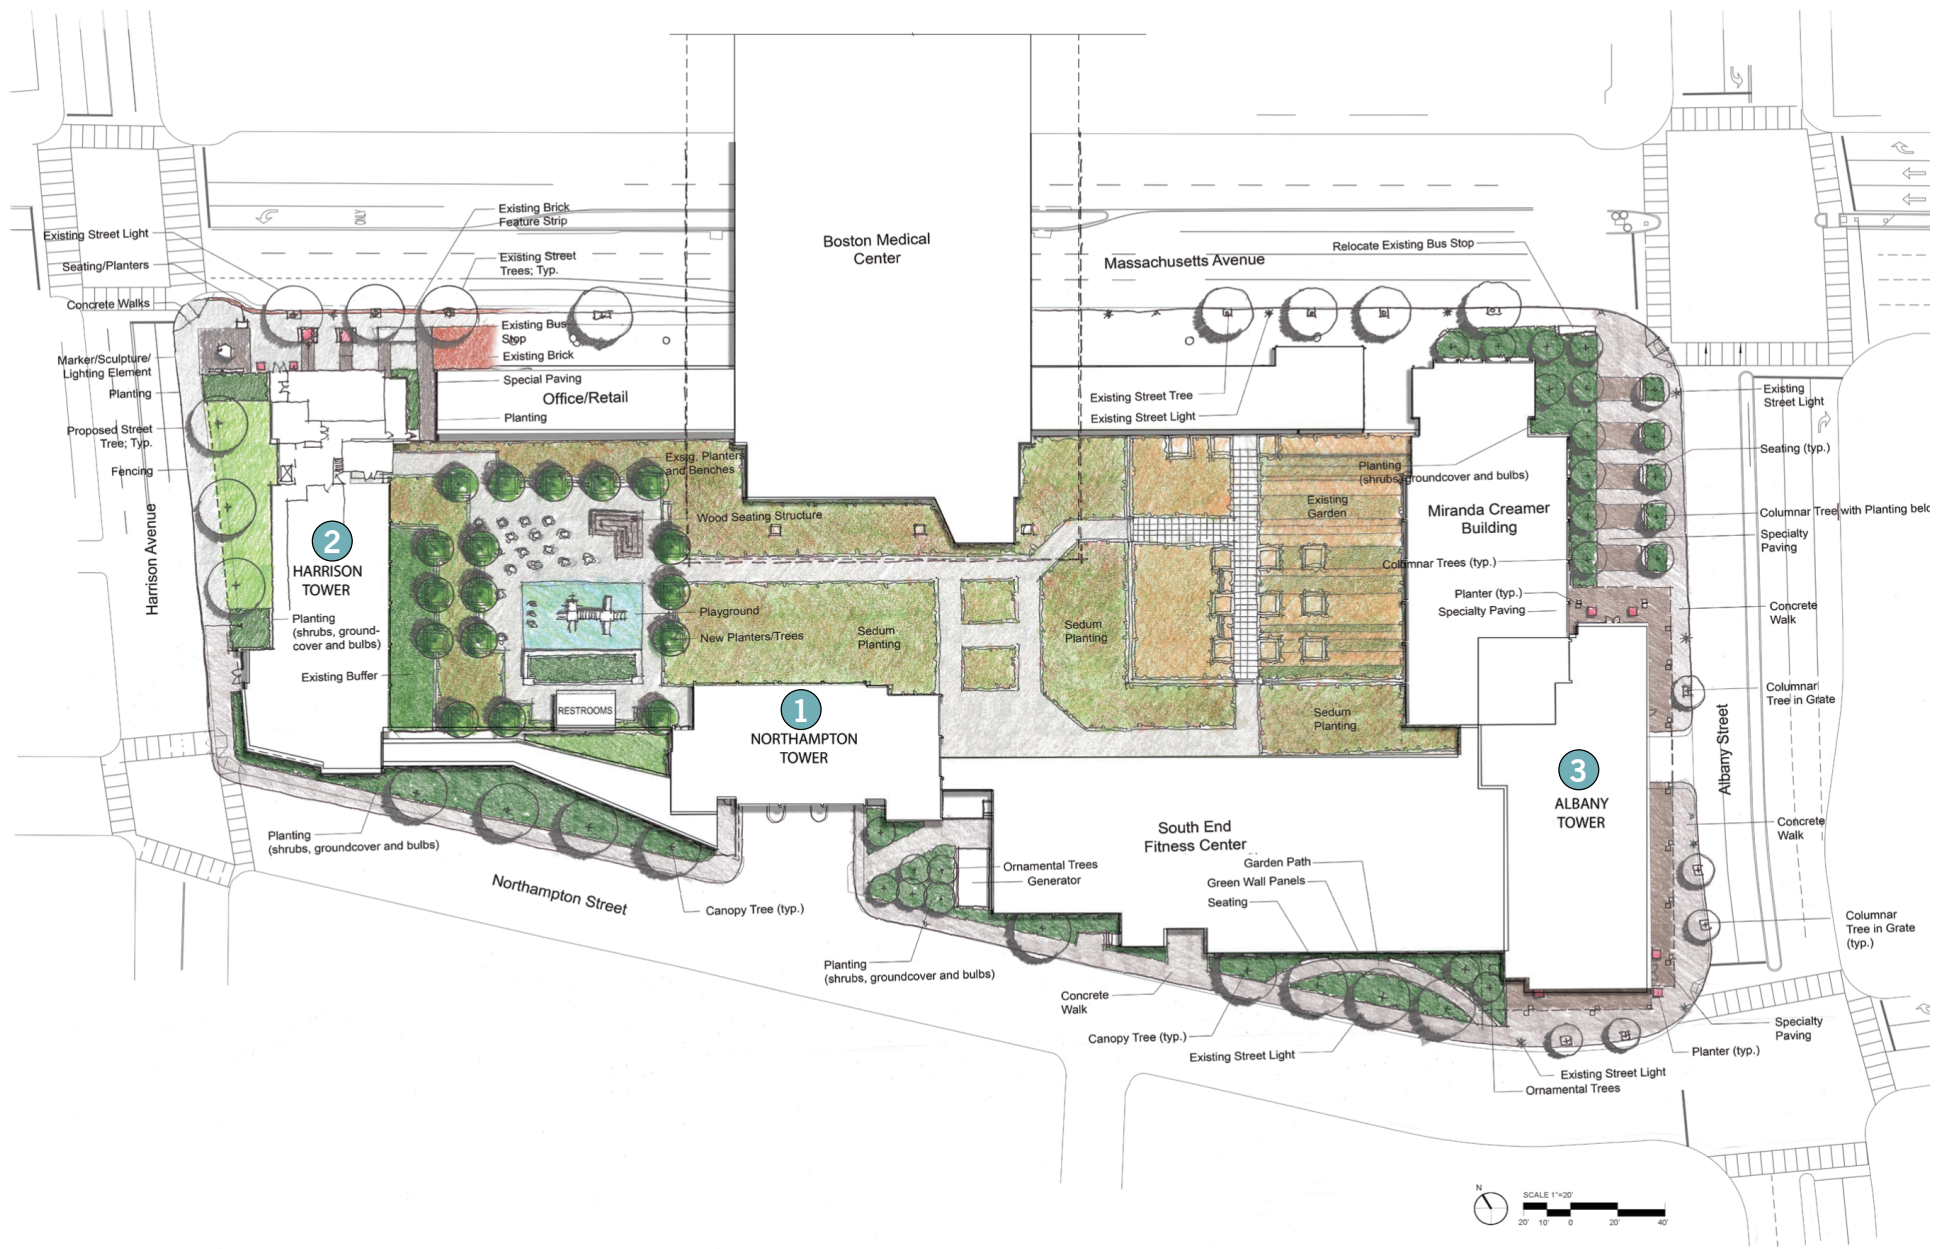 Existing Brick
Feature Strip
Existing Street Light
Seating/Planters
Existing Street
Trees; Typ.
Concrete Walks
ONLY
Boston Medical
Center
Massachusetts Avenue
Relocate Existing Bus Stop
Existing Bus
Stop
Existing Brick
Special Paving
Office/Retail
Planting
Marker/Sculpture/
Lighting Element
Planting
Proposed Street
Tree; Typ.
Fencing
Harrison Avenue
Existing Street Tree
Existing Street Light
Existing
Street Light
Seating (typ.)
Exstg. Planters
and Benches
Wood Seating Structure
Planting
(shrubs, groundcover and bulbs)
Existing
Garden
Miranda Creamer
Building
Columnar Tree with Planting belo
Specialty
Paving
Columnar Trees (typ.)
2
HARRISON
TOWER
Planting
(shrubs, ground-
cover and bulbs)
Existing Buffer
Playground
New Planters/Trees
Sedum
Planting
Sedum
Planting
Planter (typ.)
Specialty Paving
Concrete
Walk
RESTROOMS
1
NORTHAMPTON
TOWER
Sedum
Planting
Columnar
Tree in Grate
Albany Street
3
ALBANY
TOWER
Planting
(shrubs, groundcover and bulbs)
Northampton Street
Canopy Tree (typ.)
South End
Fitness Center
Concrete
Walk
Ornamental Trees
Generator
Garden Path
Green Wall Panels
Seating
Columnar
Tree in Grate
(typ.)
Planting
(shrubs, groundcover and bulbs)
Concrete
Walk
Canopy Tree (typ.)
Existing Street Light
Specialty
Paving
Planter (typ.)
Existing Street Light
Ornamental Trees
N
SCALE 1"=20'
20' 10' 0 20' 40'